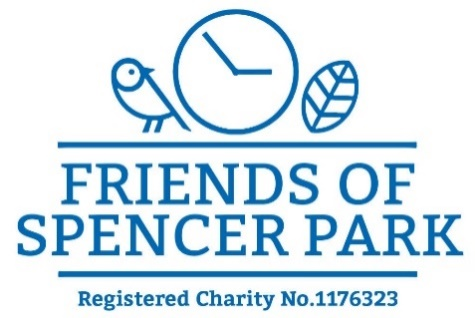 FRIENDS OF
SPENCER PARK
Registered Charity No.1176323